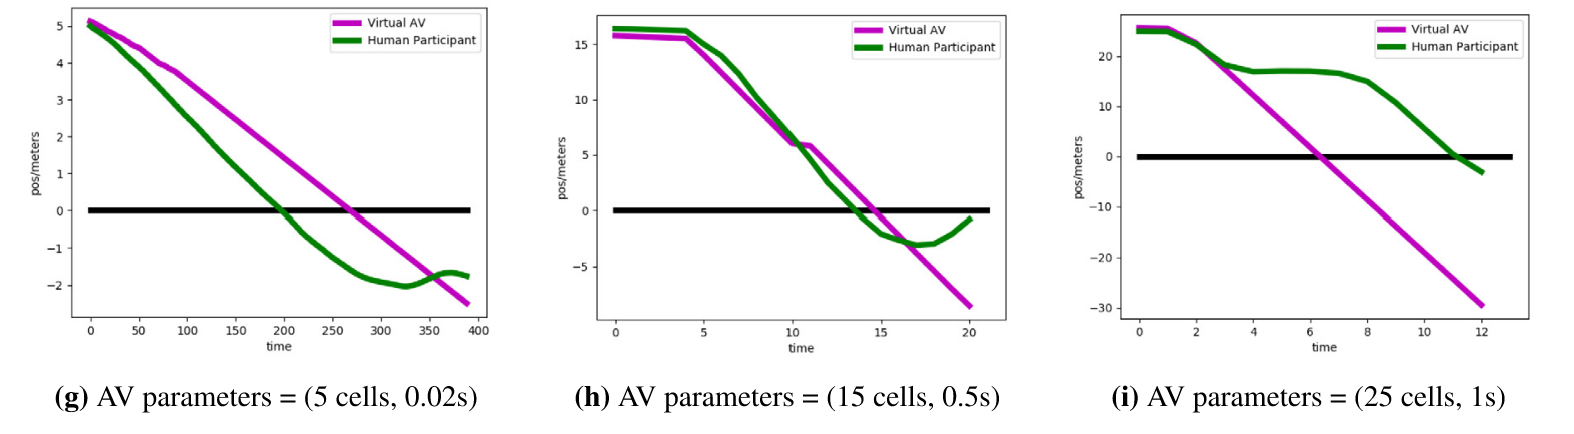 Virtual AV
Human Participant
5
4
3
2
1
0
−1
−2
pos/meters
0 50 100 150 200 250 300 350 400
time
(g) AV parameters = (5 cells, 0.02s)
Virtual AV
Human Participant
15
10
5
0
−5
pos/meters
0 5 10 15 20
time
(h) AV parameters = (15 cells, 0.5s)
Virtual AV
Human Participant
20
10
0
−10
−20
−30
pos/meters
0 2 4 6 8 10 12
time
(i) AV parameters = (25 cells, 1s)